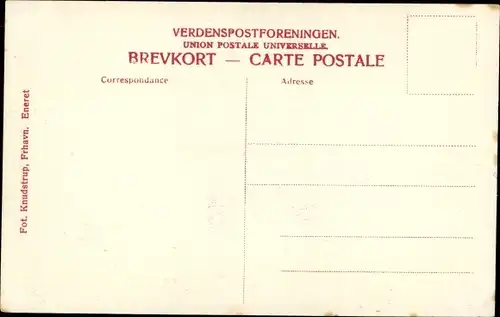 VERDENSPOSTFORENINGEN.
UNION POSTALE UNIVERSELLE.
BREVKORT — CARTE POSTALE
Correspondance
Adresse
Fot. Knudstrup, Frhavn. Eneret